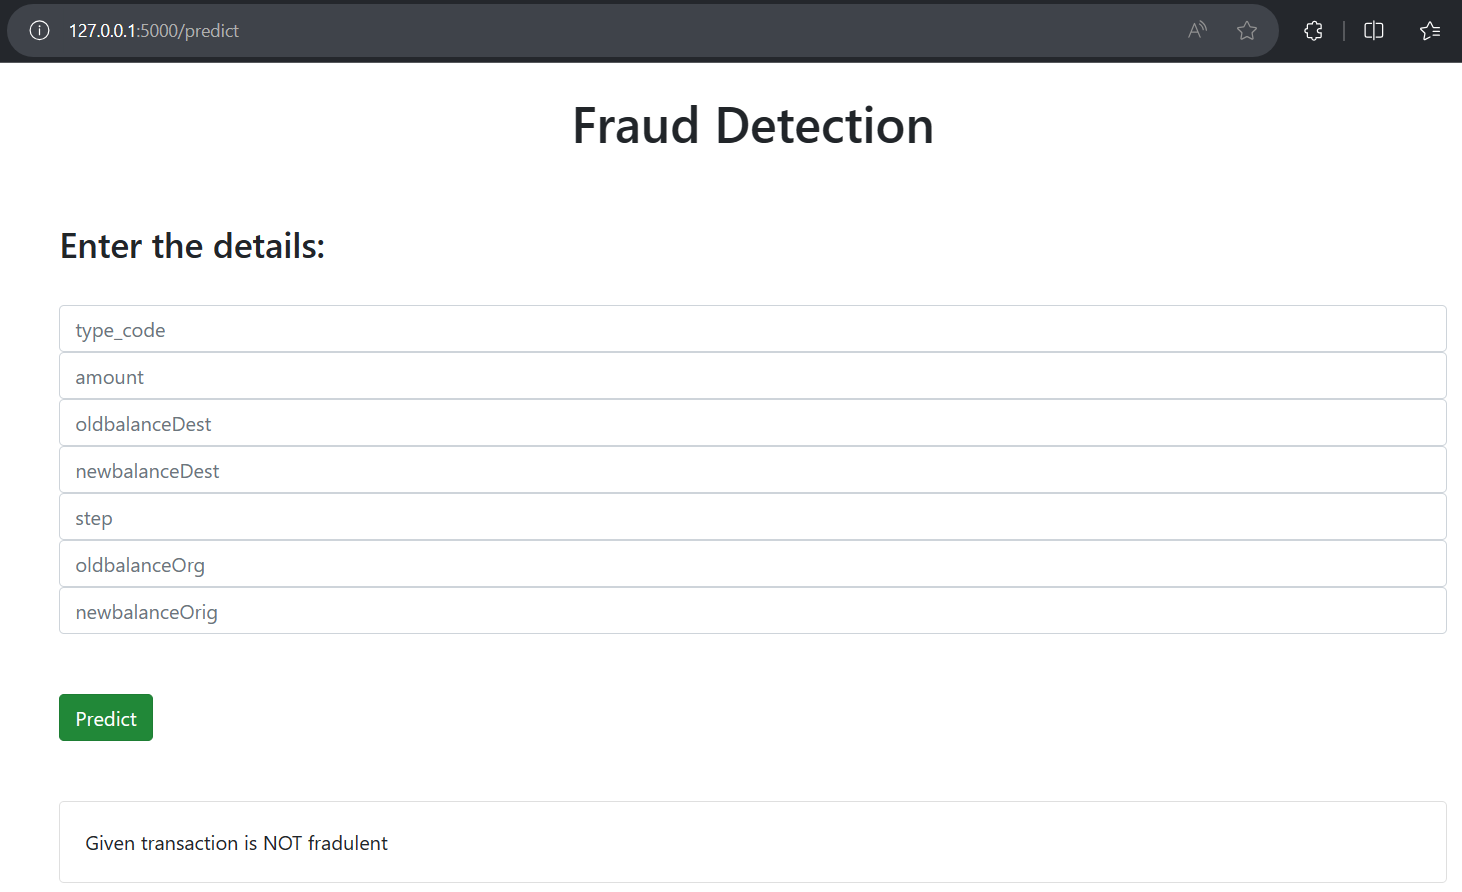 127.0.0.1:5000/predict
Fraud Detection
Enter the details:
type_code
amount
oldbalanceDest
newbalanceDest
step
oldbalanceOrg
newbalanceOrig
Predict
Given transaction is NOT fradulent